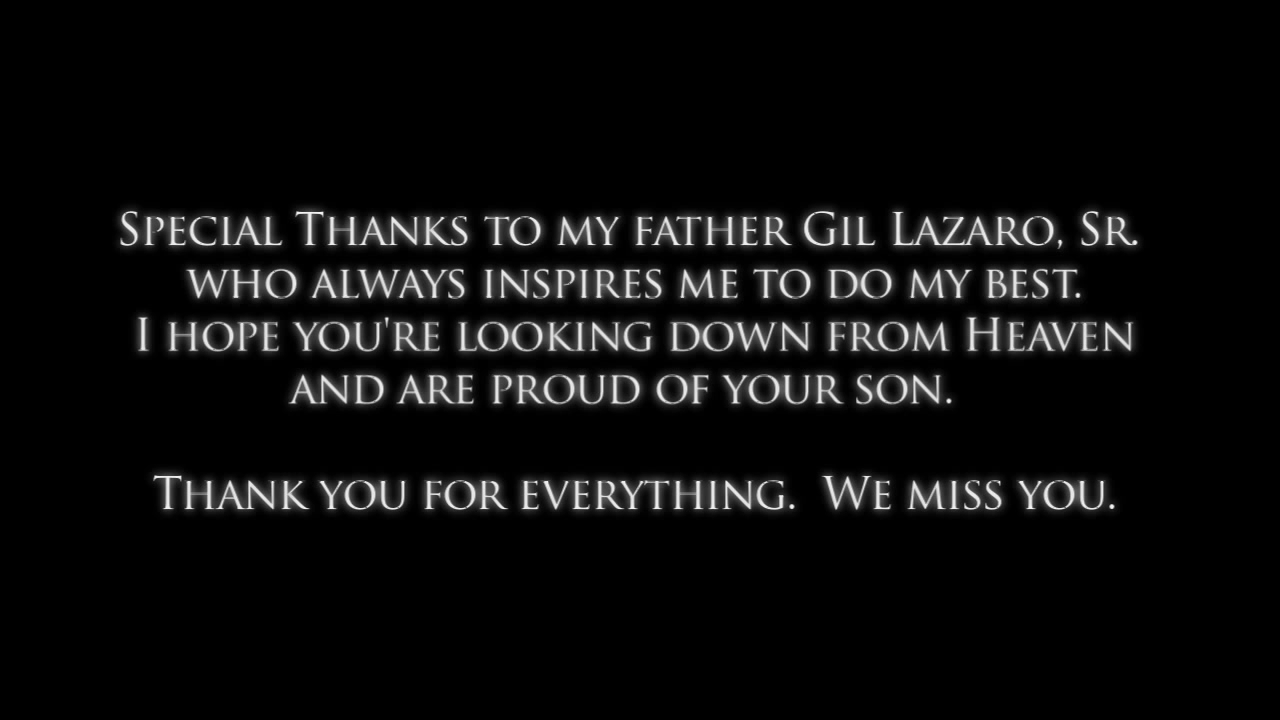 Special Thanks to my father Gil Lazaro, Sr.
who always inspires me to do my best.
I hope you're looking down from Heaven
and are proud of your son.
Thank you for everything.  We miss you.